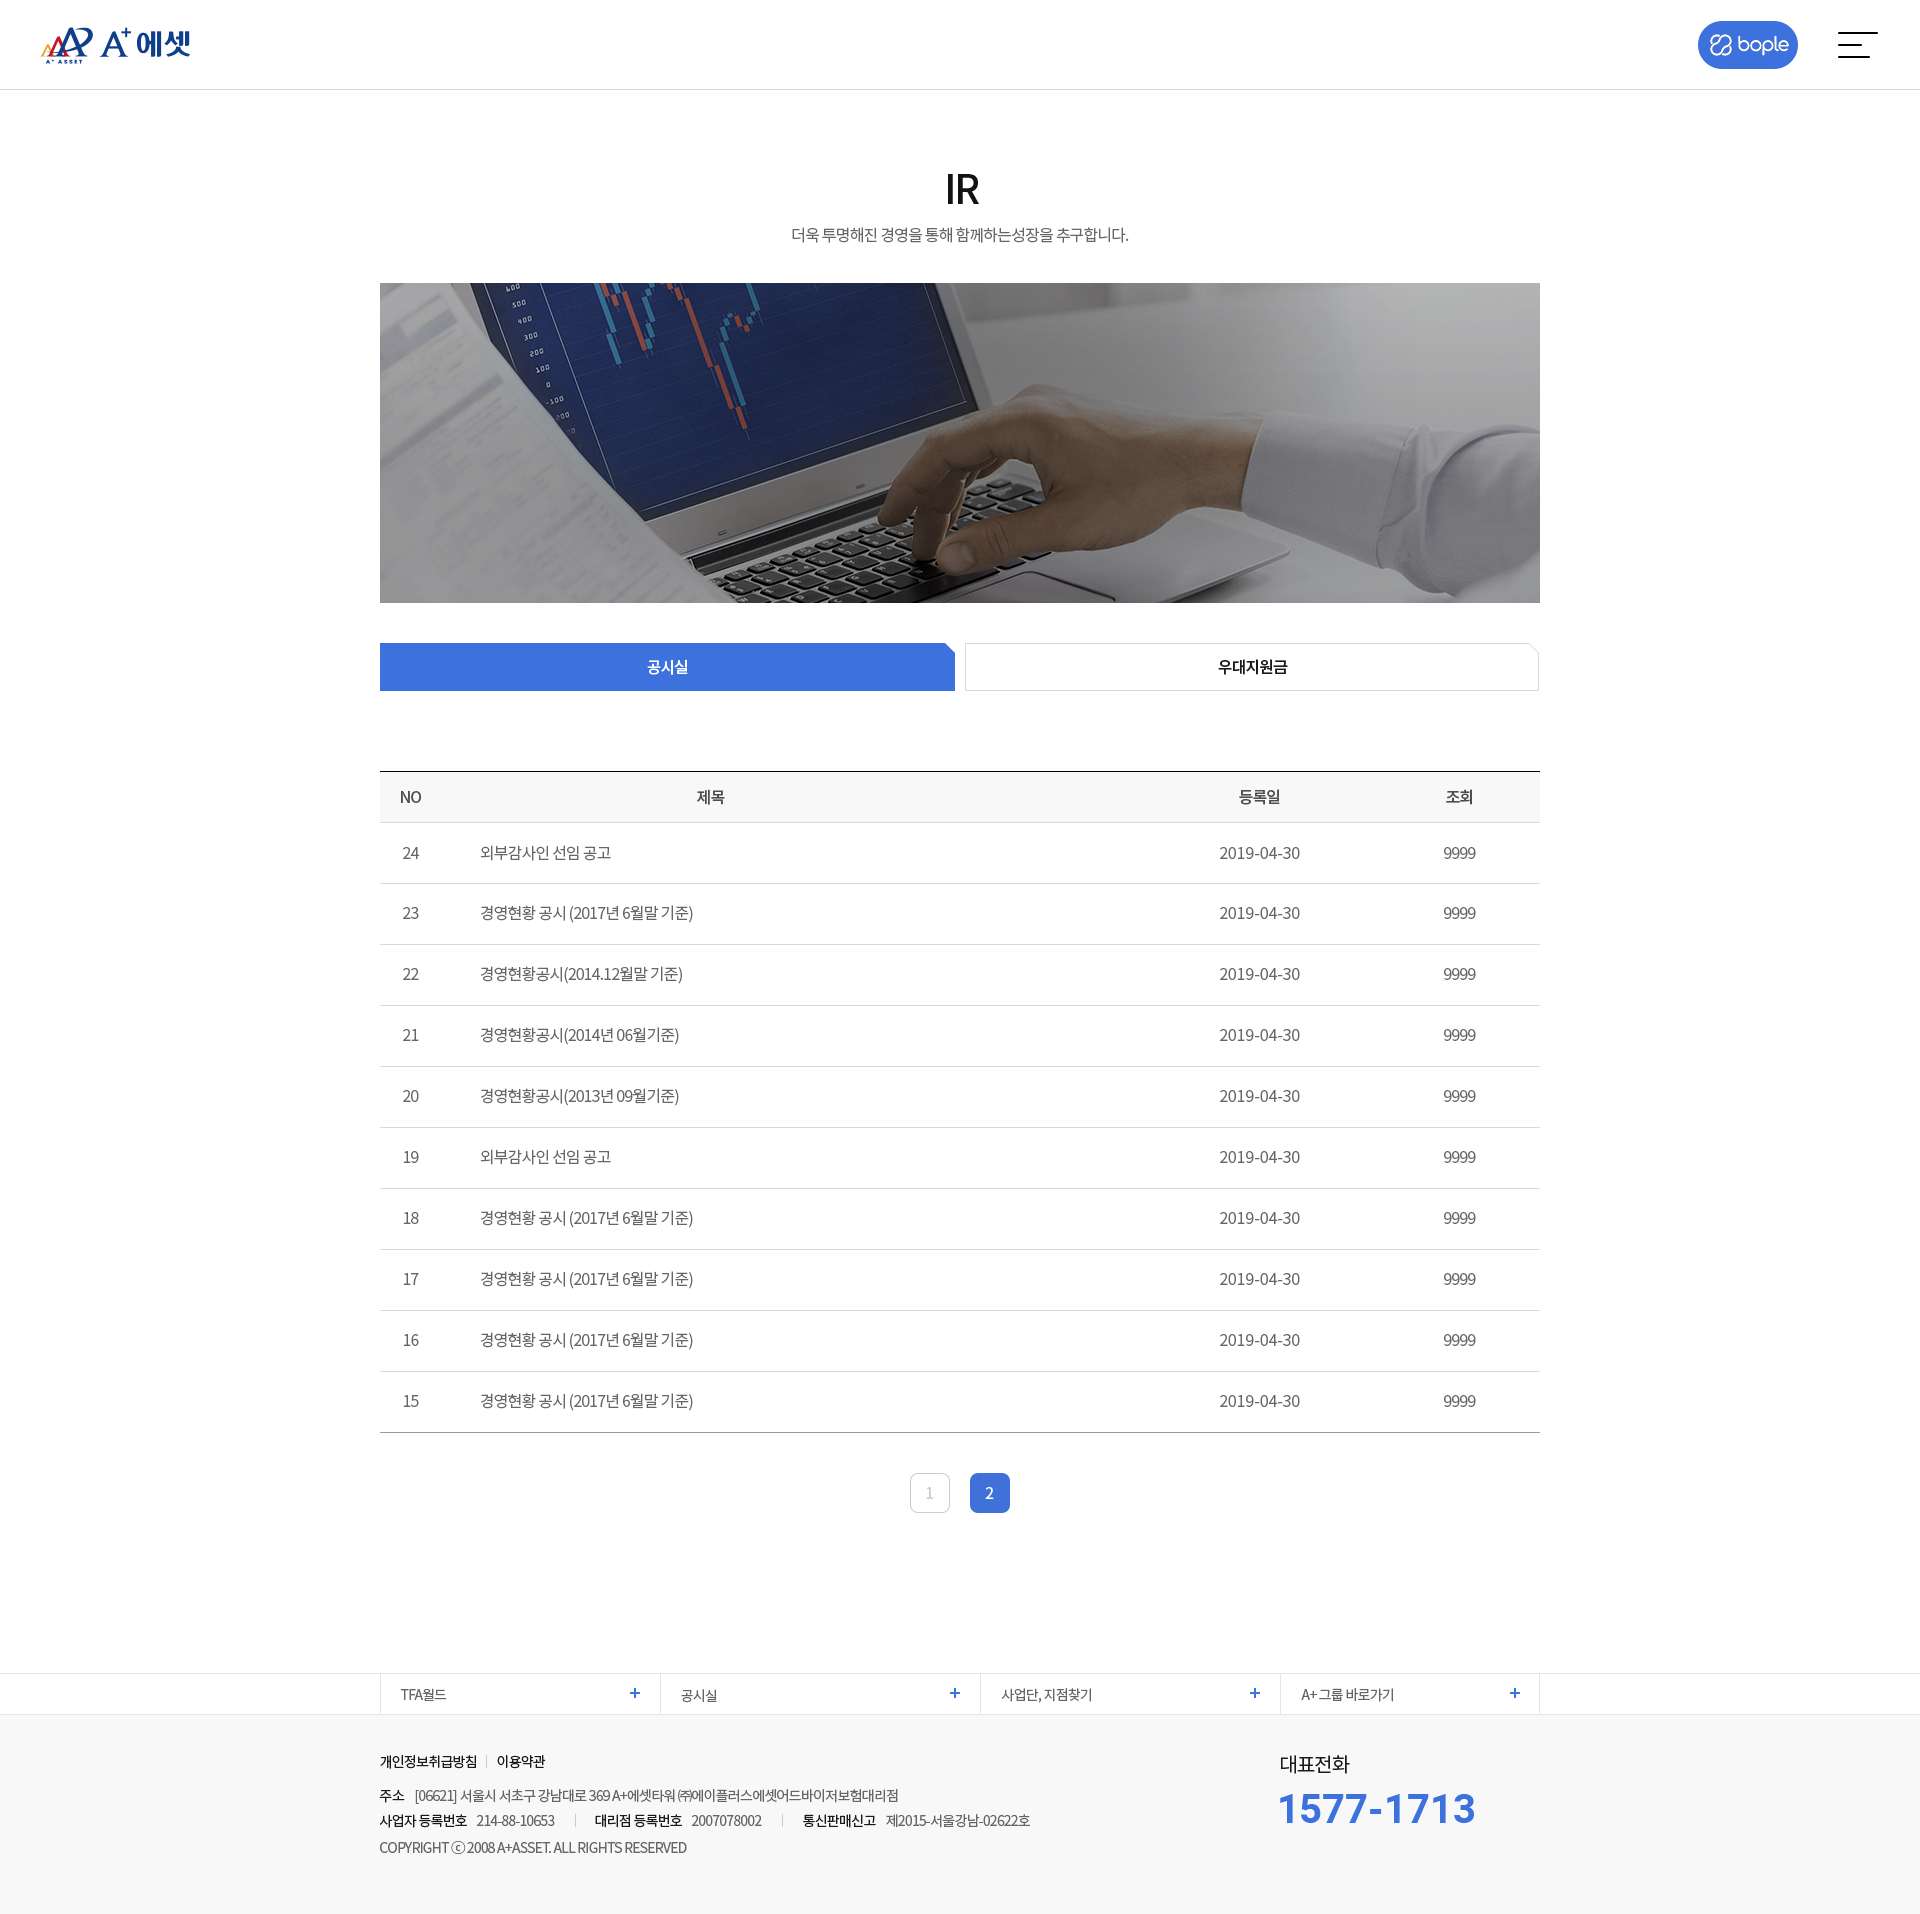 A+ ASSET A+에셋
bople
IR
더욱 투명해진 경영을 통해 함께하는성장을 추구합니다.
600
500
400
300
200
100
0
-100
-200
공시실 우대지원금
NO 제목 등록일 조회
24 외부감사인 선임 공고 2019-04-30 9999
23 경영현황 공시 (2017년 6월말 기준) 2019-04-30 9999
22 경영현황공시(2014.12월말 기준) 2019-04-30 9999
21 경영현황공시(2014년 06월기준) 2019-04-30 9999
20 경영현황공시(2013년 09월기준) 2019-04-30 9999
19 외부감사인 선임 공고 2019-04-30 9999
18 경영현황 공시 (2017년 6월말 기준) 2019-04-30 9999
17 경영현황 공시 (2017년 6월말 기준) 2019-04-30 9999
16 경영현황 공시 (2017년 6월말 기준) 2019-04-30 9999
15 경영현황 공시 (2017년 6월말 기준) 2019-04-30 9999
1 2
TFA월드 + 공시실 + 사업단, 지점찾기 + A+ 그룹 바로가기 +
개인정보취급방침 이용약관
주소 [06621] 서울시 서초구 강남대로 369 A+에셋타워 ㈜에이플러스에셋어드바이저보험대리점
사업자 등록번호 214-88-10653 대리점 등록번호 2007078002 통신판매신고 제2015-서울강남-02622호
COPYRIGHT ⓒ 2008 A+ASSET. ALL RIGHTS RESERVED
대표전화
1577-1713